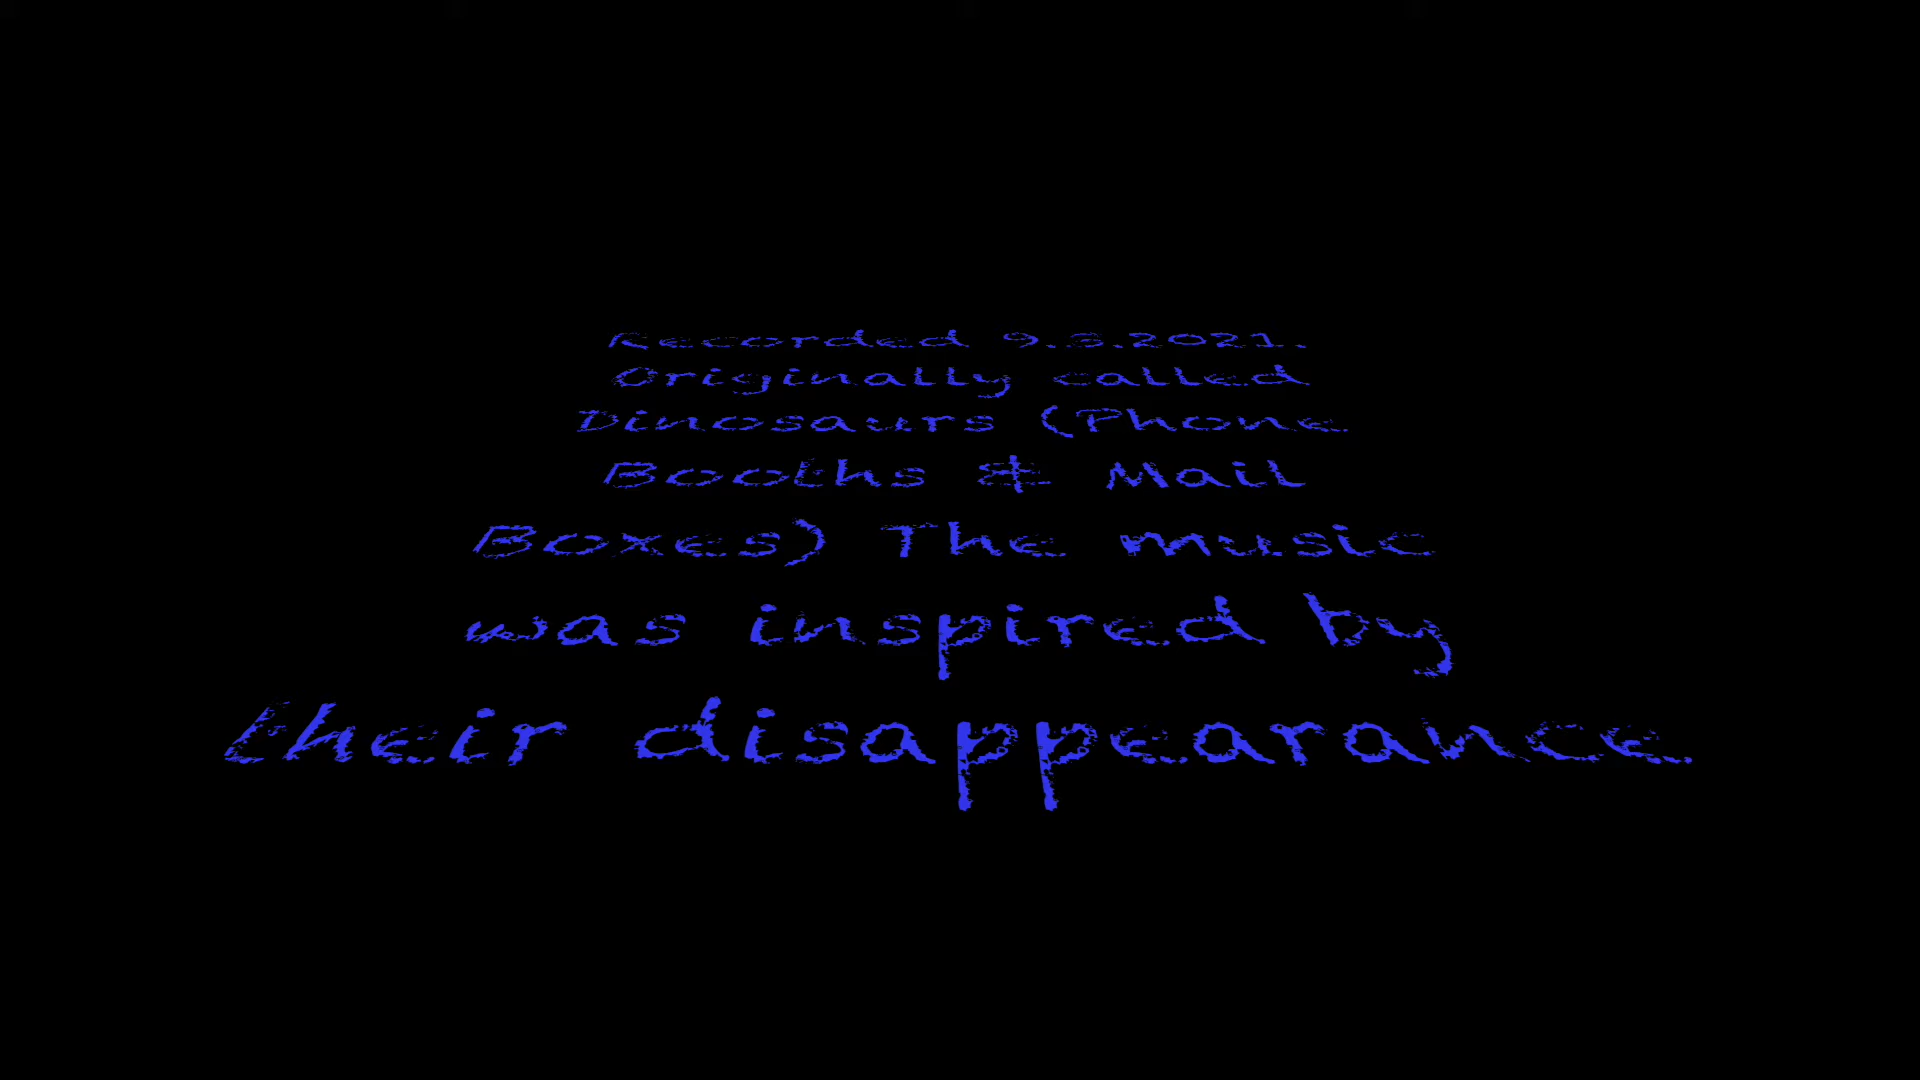 Recorded 9.3.2021.
Originally called
Dinosaurs (Phone
Booths & Mail
Boxes) The music
was inspired by
their disappearance